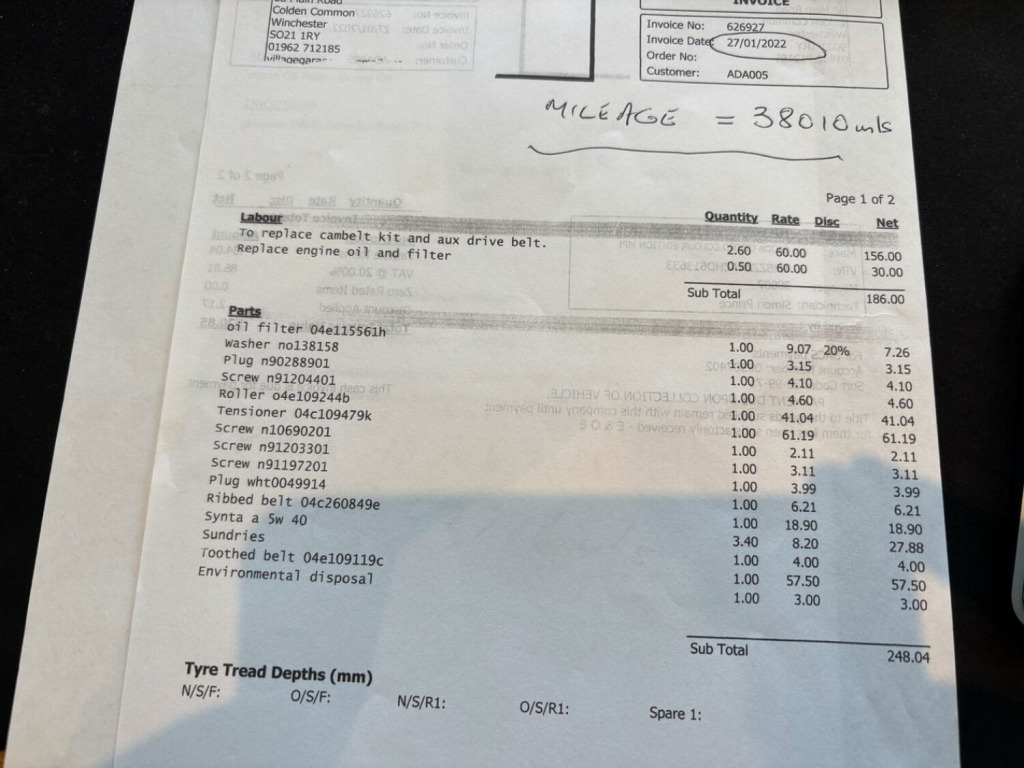 Colden Common
Winchester
SO21 1RY
01962 712185
INVOICE
Invoice No: 626927
Invoice Date: 27/01/2022
Order No:
Customer: ADA005
MILEAGE = 38010 mls
Page 1 of 2
Labour Quantity Rate Disc Net
To replace cambelt kit and aux drive belt. 2.60 60.00 156.00
Replace engine oil and filter 0.50 60.00 30.00
Sub Total 186.00
Parts
oil filter 04e115561h 1.00 9.07 20% 7.26
Washer no138158 1.00 3.15 3.15
Plug n90288901 1.00 4.10 4.10
Screw n91204401 1.00 4.60 4.60
Roller o4e109244b 1.00 41.04 41.04
Tensioner 04c109479k 1.00 61.19 61.19
Screw n10690201 1.00 2.11 2.11
Screw n91203301 1.00 3.11 3.11
Screw n91197201 1.00 3.99 3.99
Plug wht0049914 1.00 6.21 6.21
Ribbed belt 04c260849e 1.00 18.90 18.90
Synta a 5w 40 3.40 8.20 27.88
Sundries 1.00 4.00 4.00
Toothed belt 04e109119c 1.00 57.50 57.50
Environmental disposal 1.00 3.00 3.00
Sub Total 248.04
Tyre Tread Depths (mm)
N/S/F: O/S/F: N/S/R1: O/S/R1: Spare 1: